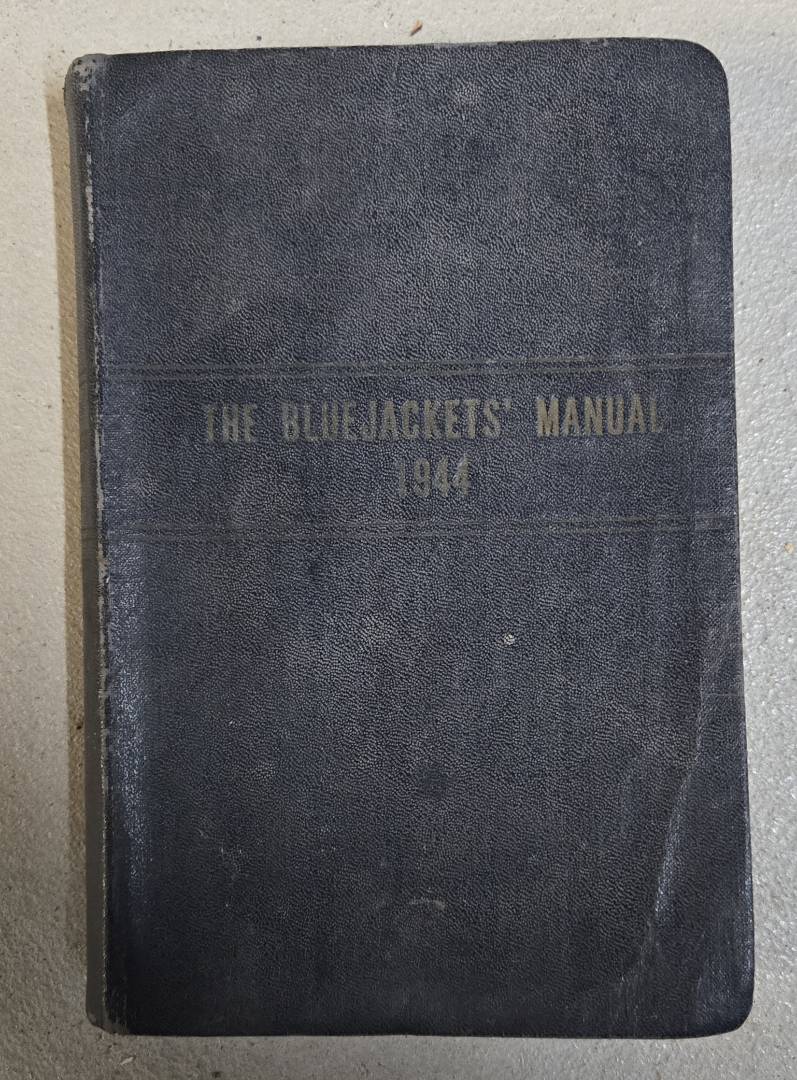 THE BLUEJACKETS' MANUAL
1944